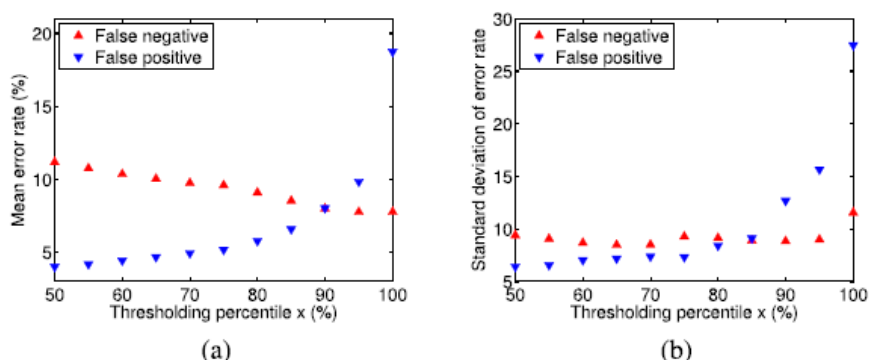 False negative
False positive
Mean error rate (%)
20
15
10
5
50 60 70 80 90 100
Thresholding percentile x (%)
(a)
False negative
False positive
Standard deviation of error rate
30
25
20
15
10
5
50 60 70 80 90 100
Thresholding percentile x (%)
(b)